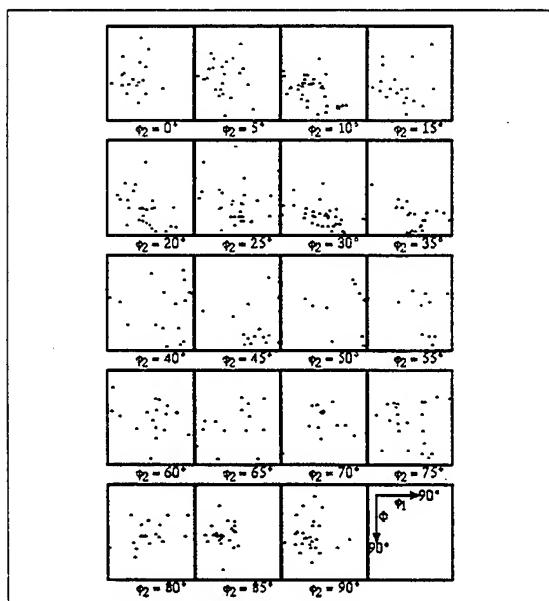 φ2 = 0° φ2 = 5° φ2 = 10° φ2 = 15°
φ2 = 20° φ2 = 25° φ2 = 30° φ2 = 35°
φ2 = 40° φ2 = 45° φ2 = 50° φ2 = 55°
φ2 = 60° φ2 = 65° φ2 = 70° φ2 = 75°
90°
φ1
Φ
90°
φ2 = 80° φ2 = 85° φ2 = 90°